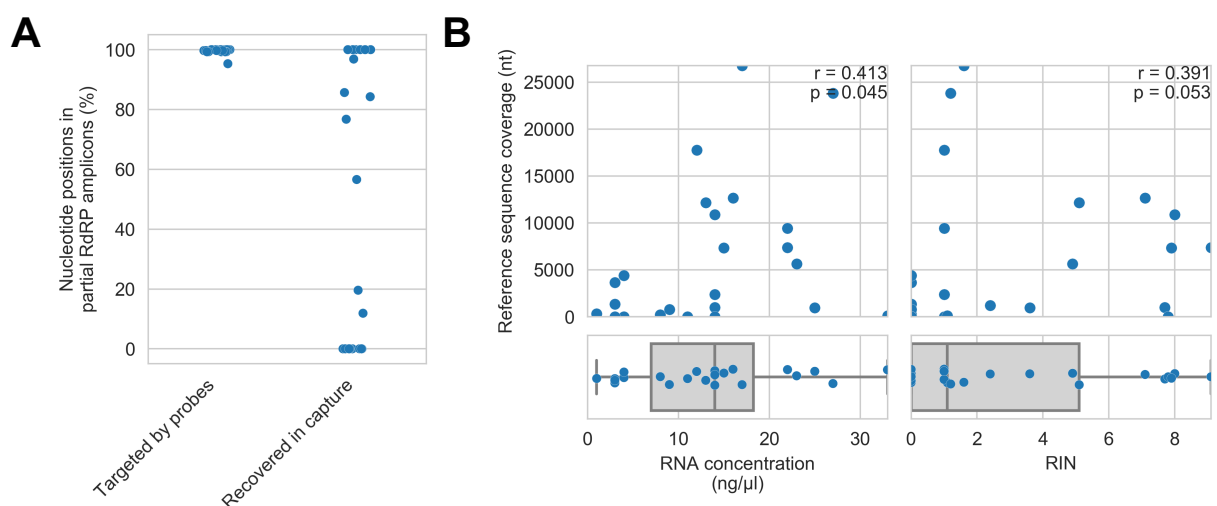 A
Nucleotide positions in
partial RdRP amplicons (%)
100
80
60
40
20
0
Targeted by probes
Recovered in capture
B
Reference sequence coverage (nt)
25000
20000
15000
10000
5000
0
r = 0.413
p = 0.045
r = 0.391
p = 0.053
0
10
20
30
RNA concentration
(ng/µl)
0
2
4
6
8
RIN